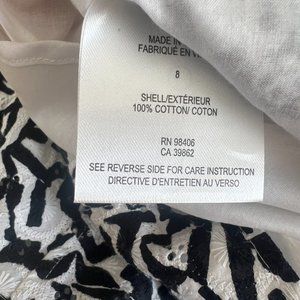 MADE IN
FABRIQUÉ EN
8
SHELL/EXTÉRIEUR
100% COTTON/ COTON
RN 98406
CA 39862
SEE REVERSE SIDE FOR CARE INSTRUCTION
DIRECTIVE D'ENTRETIEN AU VERSO